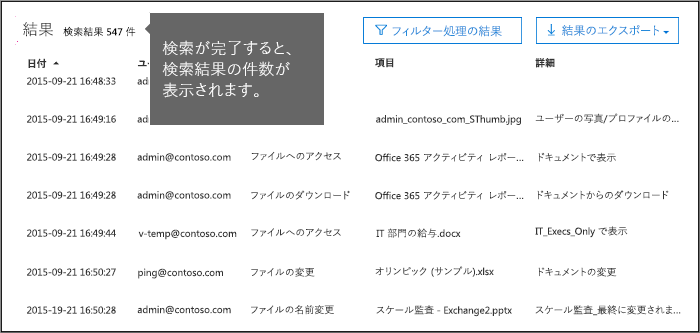 結果 検索結果 547 件
検索が完了すると、
検索結果の件数が
表示されます。
フィルター処理の結果
結果のエクスポート
日付 ユ 項目 詳細
2015-09-21 16:48:33 ad
2015-09-21 16:49:16 ad admin_contoso_com_SThumb.jpg ユーザーの写真/プロファイルの...
2015-09-21 16:49:28 admin@contoso.com ファイルへのアクセス Office 365 アクティビティ レポー... ドキュメントで表示
2015-09-21 16:49:28 admin@contoso.com ファイルのダウンロード Office 365 アクティビティ レポー... ドキュメントからのダウンロード
2015-09-21 16:49:44 v-temp@contoso.com ファイルへのアクセス IT 部門の給与.docx IT_Execs_Only で表示
2015-09-21 16:50:27 ping@contoso.com ファイルの変更 オリンピック (サンプル).xlsx ドキュメントの変更
2015-19-21 16:50:28 admin@contoso.com ファイルの名前変更 スケール監査 - Exchange2.pptx スケール監査_最終に変更されま...